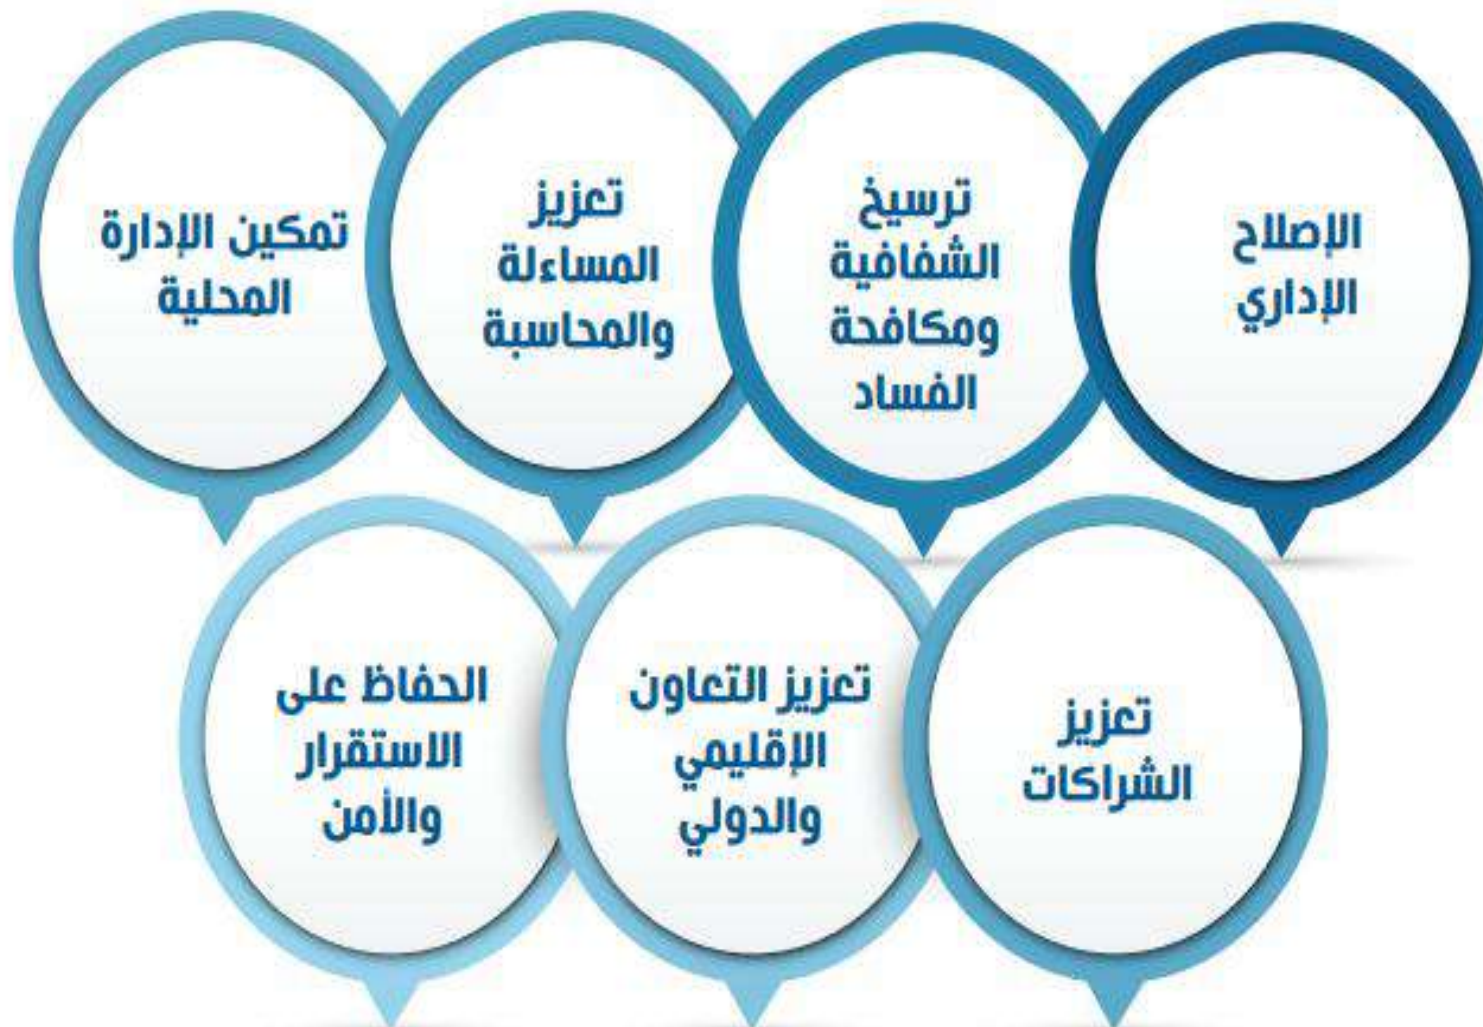 الإصلاح
الإداري
ترسيخ
الشفافية
ومكافحة
الفساد
تعزيز
المساءلة
والمحاسبة
تمكين الإدارة
المحلية
تعزيز
الشراكات
تعزيز التعاون
الإقليمي
والدولي
الحفاظ على
الاستقرار
والأمن